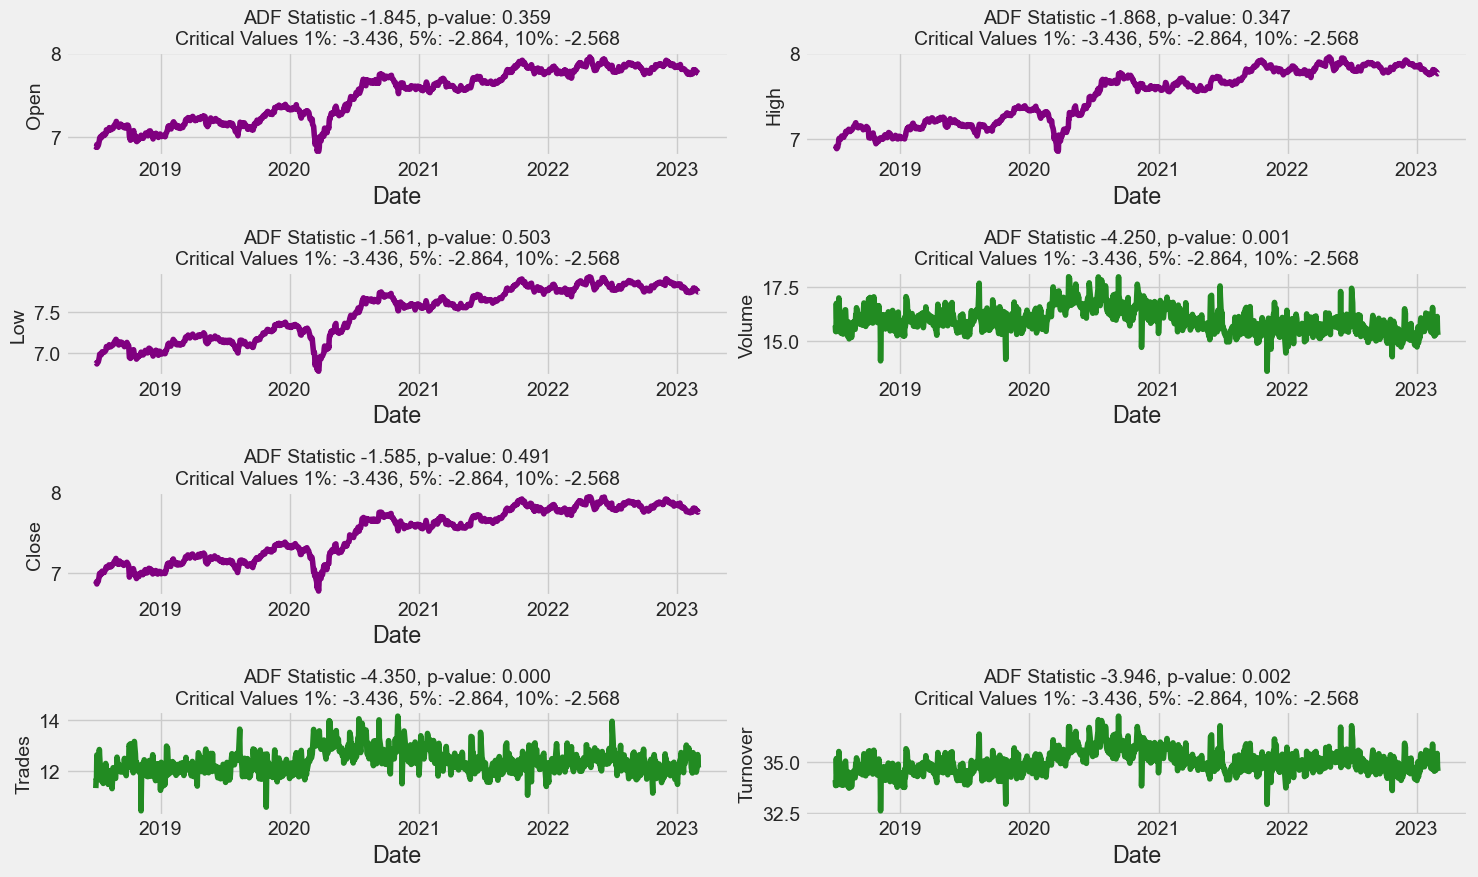 ADF Statistic -1.845, p-value: 0.359
Critical Values 1%: -3.436, 5%: -2.864, 10%: -2.568
8
7
Open
2019 2020 2021 2022 2023
Date
ADF Statistic -1.868, p-value: 0.347
Critical Values 1%: -3.436, 5%: -2.864, 10%: -2.568
8
7
High
2019 2020 2021 2022 2023
Date
ADF Statistic -1.561, p-value: 0.503
Critical Values 1%: -3.436, 5%: -2.864, 10%: -2.568
7.5
7.0
Low
2019 2020 2021 2022 2023
Date
ADF Statistic -4.250, p-value: 0.001
Critical Values 1%: -3.436, 5%: -2.864, 10%: -2.568
17.5
15.0
Volume
2019 2020 2021 2022 2023
Date
ADF Statistic -1.585, p-value: 0.491
Critical Values 1%: -3.436, 5%: -2.864, 10%: -2.568
8
7
Close
2019 2020 2021 2022 2023
Date
ADF Statistic -4.350, p-value: 0.000
Critical Values 1%: -3.436, 5%: -2.864, 10%: -2.568
14
12
Trades
2019 2020 2021 2022 2023
Date
ADF Statistic -3.946, p-value: 0.002
Critical Values 1%: -3.436, 5%: -2.864, 10%: -2.568
35.0
32.5
Turnover
2019 2020 2021 2022 2023
Date